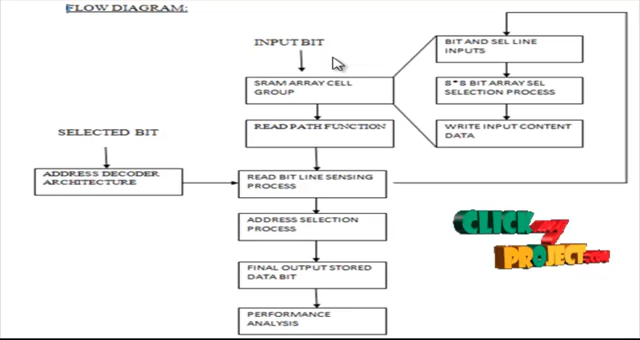 FLOW DIAGRAM:
INPUT BIT
BIT AND SEL LINE
INPUTS
SRAM ARRAY CELL
GROUP
8*8 BIT ARRAY SEL
SELECTION PROCESS
READ PATH FUNCTION
WRITE INPUT CONTENT
DATA
SELECTED BIT
ADDRESS DECODER
ARCHITECTURE
READ BIT LINE SENSING
PROCESS
ADDRESS SELECTION
PROCESS
CLICK MY
PROJECT.COM
FINAL OUTPUT STORED
DATA BIT
PERFORMANCE
ANALYSIS